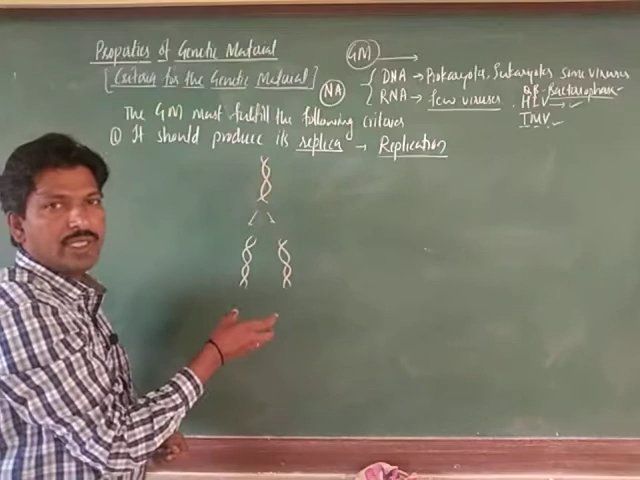 Properties of Genetic Material
[Criteria for the Genetic Material]
The GM must fulfill the following Criteria
① It should produce its replica → Replication
GM →
NA
DNA → Prokaryotes, Eukaryotes some viruses
RNA → few viruses.
QB - Bacteriophage
HIV ✓
TMV ✓